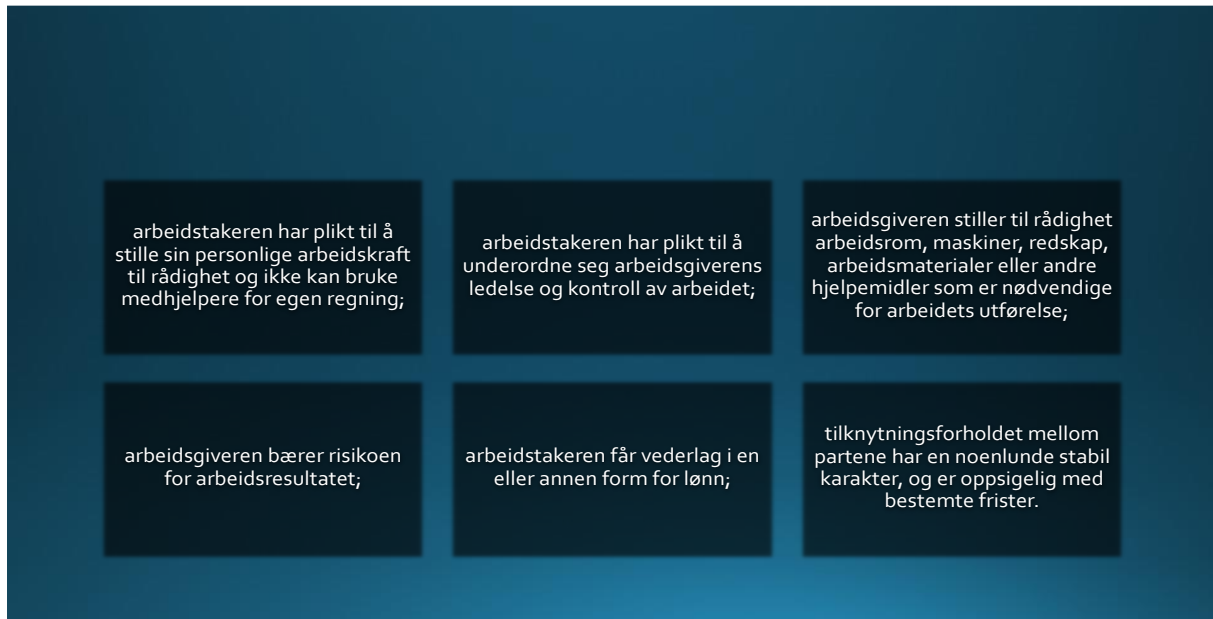 arbeidstakeren har plikt til å
stille sin personlige arbeidskraft
til rådighet og ikke kan bruke
medhjelpere for egen regning;
arbeidstakeren har plikt til å
underordne seg arbeidsgiverens
ledelse og kontroll av arbeidet;
arbeidsgiveren stiller til rådighet
arbeidsrom, maskiner, redskap,
arbeidsmaterialer eller andre
hjelpemidler som er nødvendige
for arbeidets utførelse;
arbeidsgiveren bærer risikoen
for arbeidsresultatet;
arbeidstakeren får vederlag i en
eller annen form for lønn;
tilknytningsforholdet mellom
partene har en noenlunde stabil
karakter, og er oppsigelig med
bestemte frister.